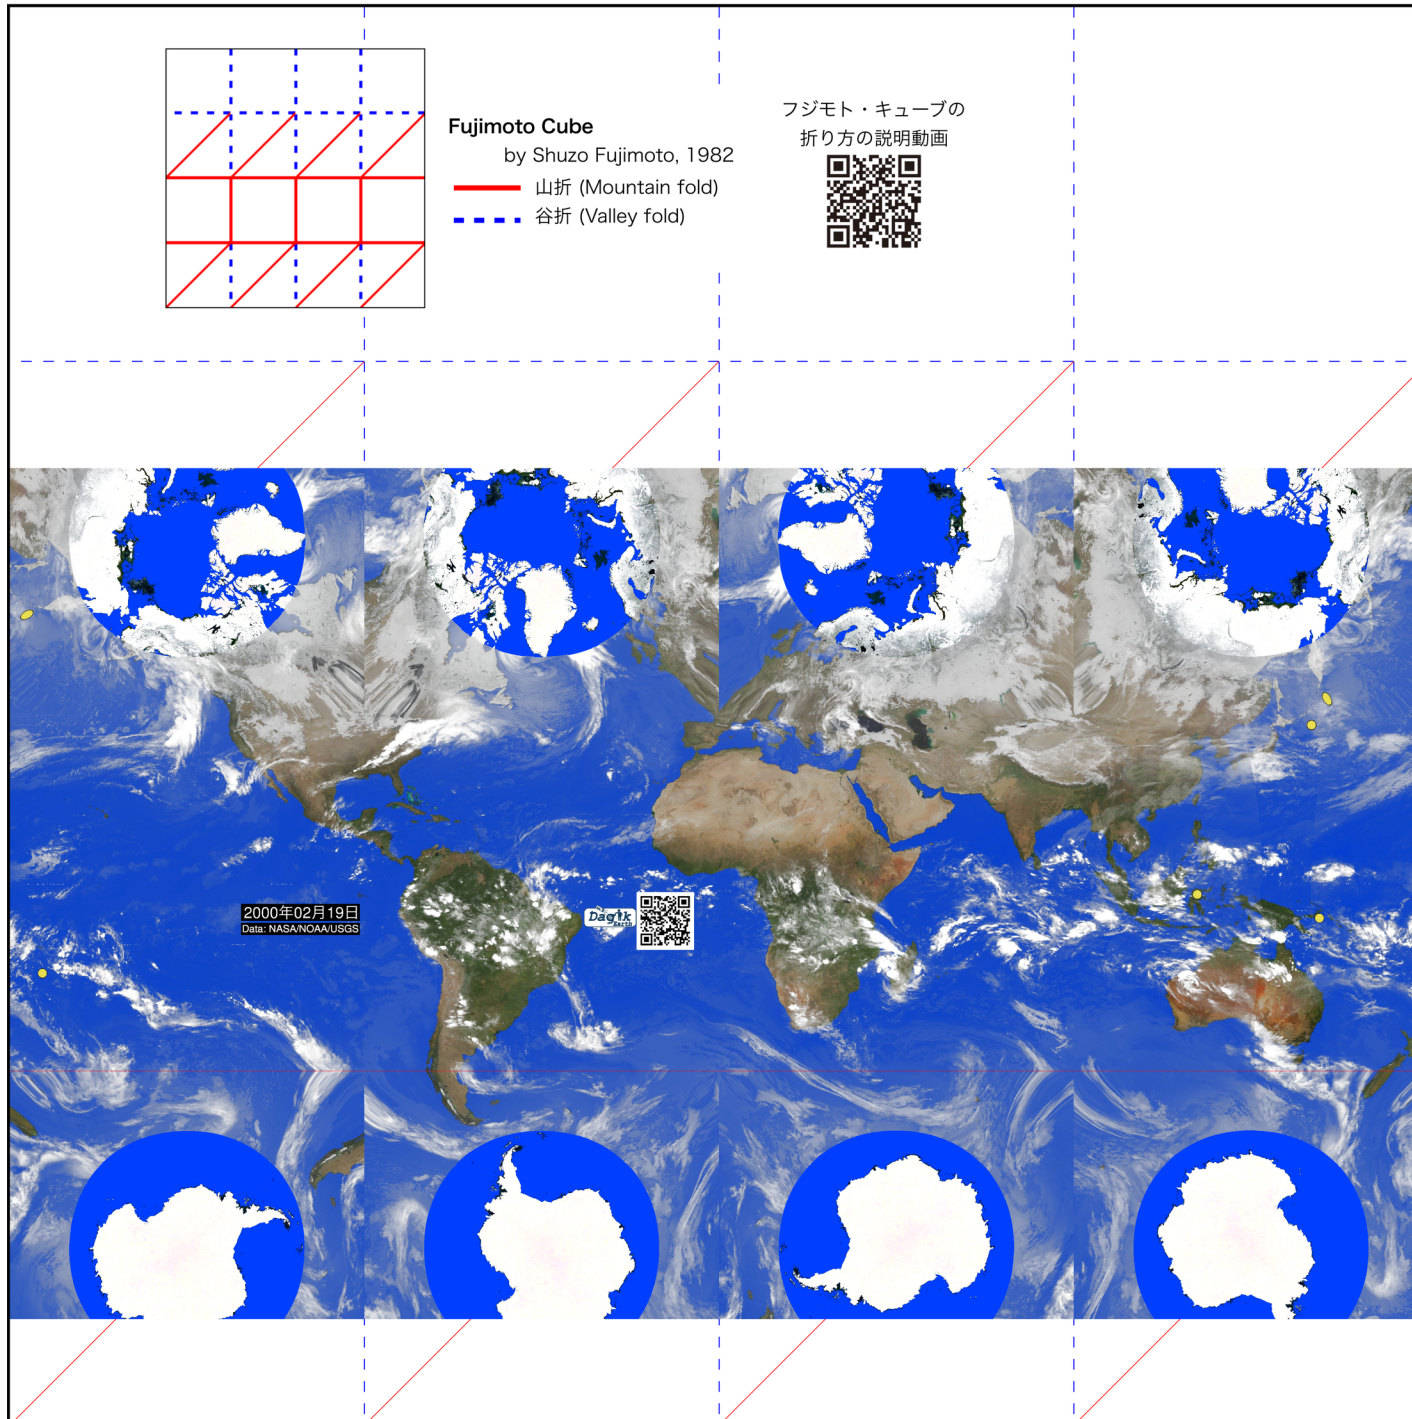 Fujimoto Cube
by Shuzo Fujimoto, 1982
山折 (Mountain fold)
谷折 (Valley fold)
フジモト・キューブの
折り方の説明動画
2000年02月19日
Data: NASA/NOAA/USGS
Dagik
Earth